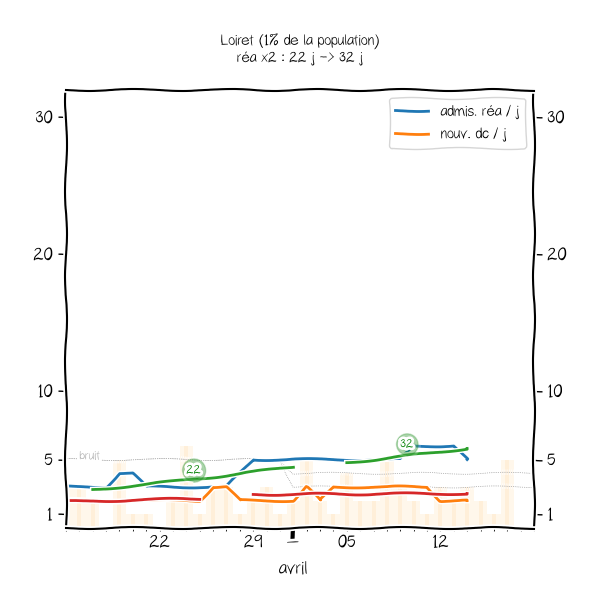 Loiret (1% de la population)
réa x2 : 22 j -> 32 j
admis. réa / j
nouv. dc / j
30
30
20
20
10
10
5
5
1
1
bruit
22
32
22
29
05
12
avril